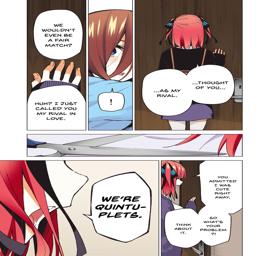 ...THOUGHT
OF YOU...
...AS MY
RIVAL.
!
WE
WOULDN'T
EVEN BE
A FAIR
MATCH?
HUH? I JUST
CALLED YOU
MY RIVAL IN
LOVE.
YOU
ADMITTED
I WAS
CUTE
RIGHT
AWAY.
SO
WHAT'S
YOUR
PROBLEM?!
THINK
ABOUT
IT.
WE'RE
QUINTU-
PLETS.